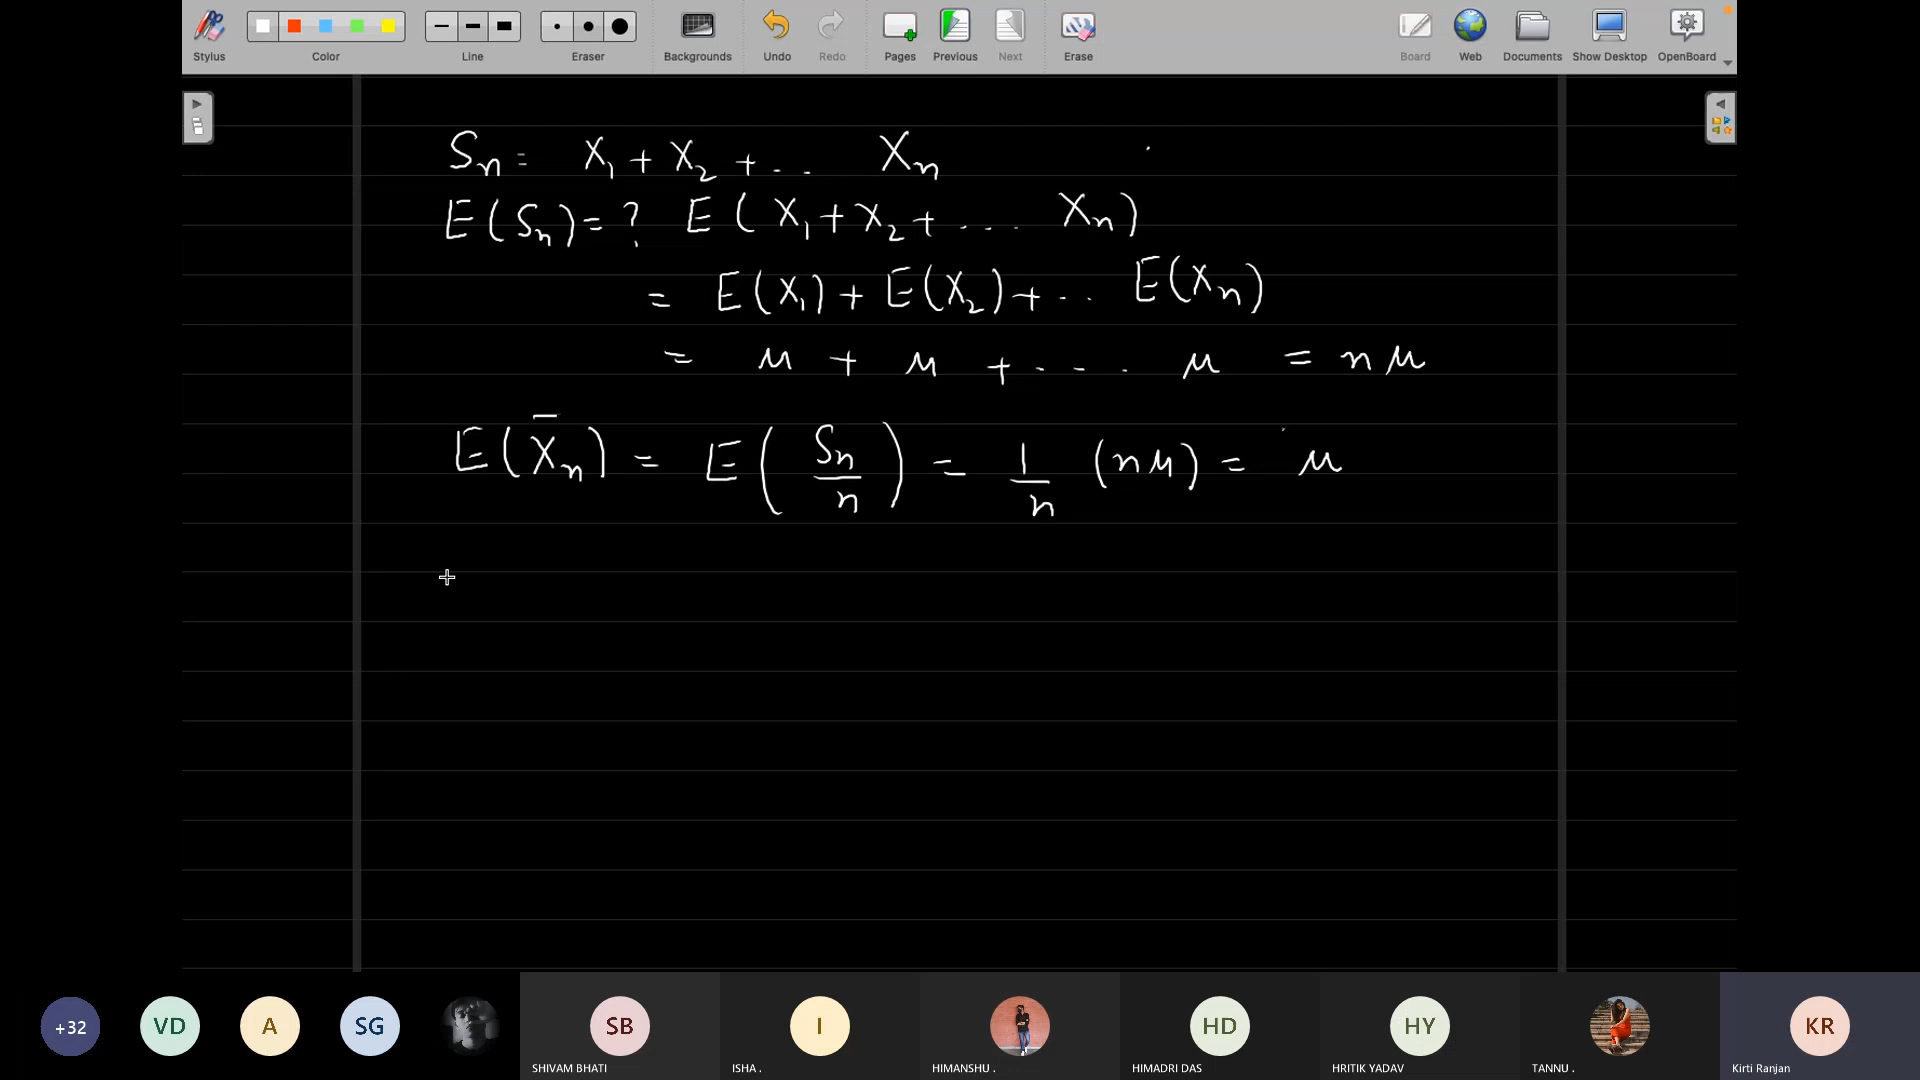 Stylus Color Line Eraser Backgrounds Undo Redo Pages Previous Next Erase Board Web Documents Show Desktop OpenBoard
Sn = X₁ + X₂ + .. Xn
E(Sn) = ? E(X₁ + X₂ + .... Xn)
= E(X₁) + E(X₂) + .. E(Xn)
= μ + μ + .... μ = nμ
E(X̄n) = E(Sn/n) = 1/n (nμ) = μ
+32 VD A SG SB I HD HY KR
SHIVAM BHATI ISHA . HIMANSHU . HIMADRI DAS HRITIK YADAV TANNU . Kirti Ranjan